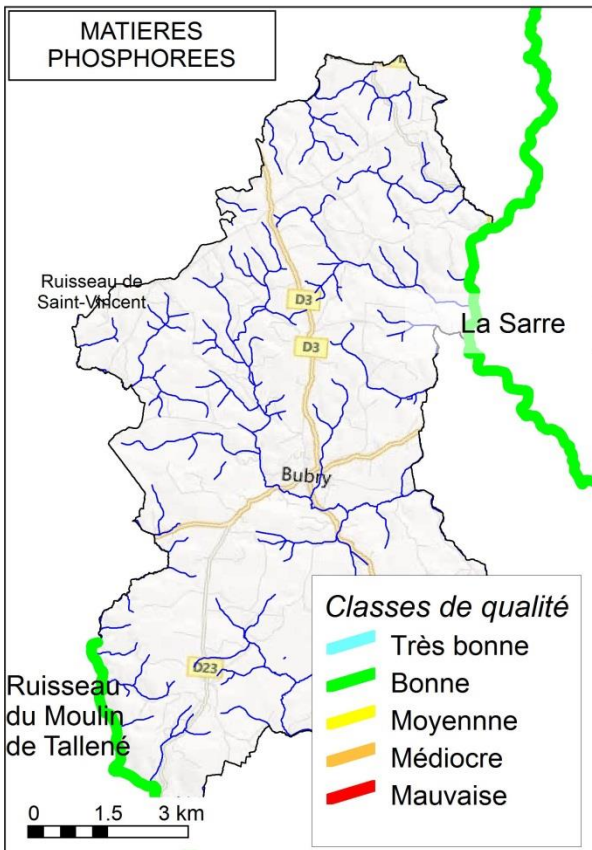 MATIERES
PHOSPHOREES
Ruisseau de
Saint-Vincent
D3
La Sarre
D3
Bubry
Classes de qualité
Très bonne
Bonne
Moyennne
Médiocre
Mauvaise
D23
Ruisseau
du Moulin
de Tallené
0 1.5 3 km